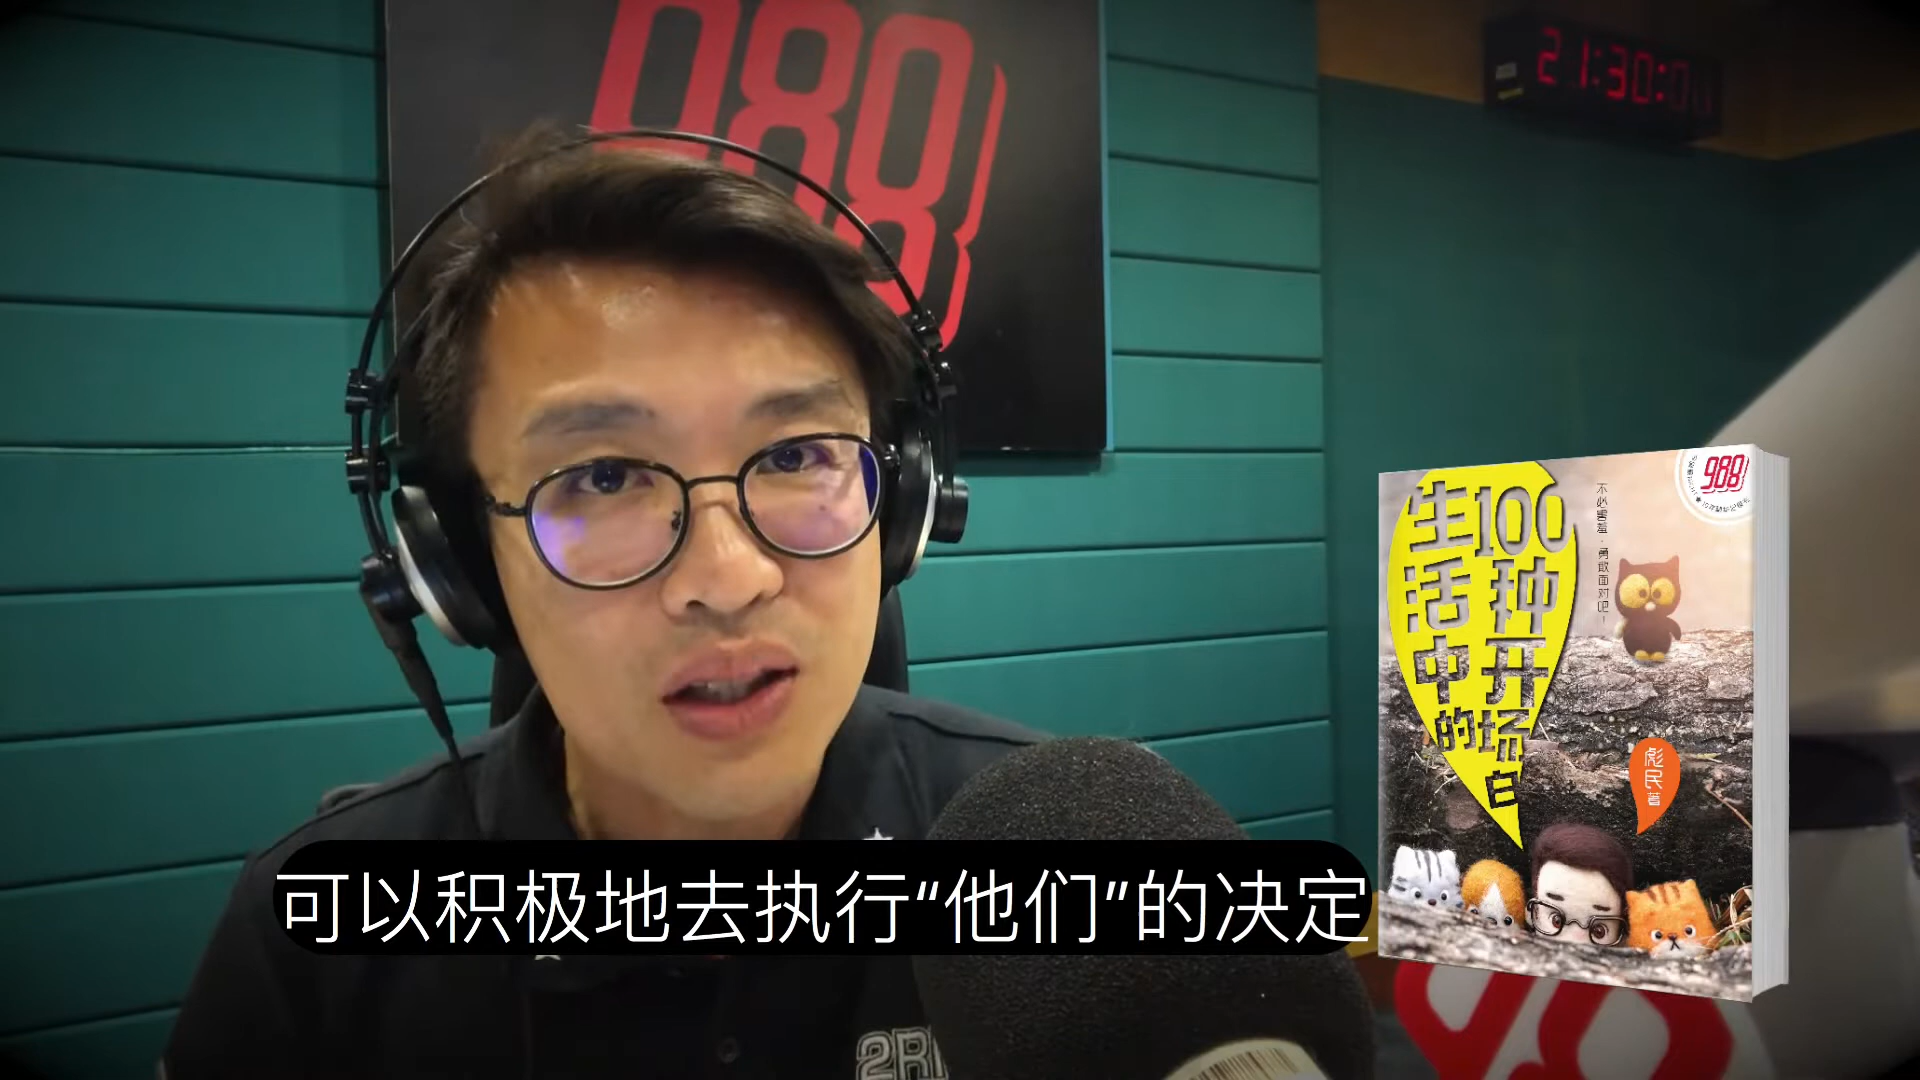 988
21:30:00
988
不必害羞·勇敢面对吧!
100种开场白
生活中的
彪民著
可以积极地去执行“他们”的决定